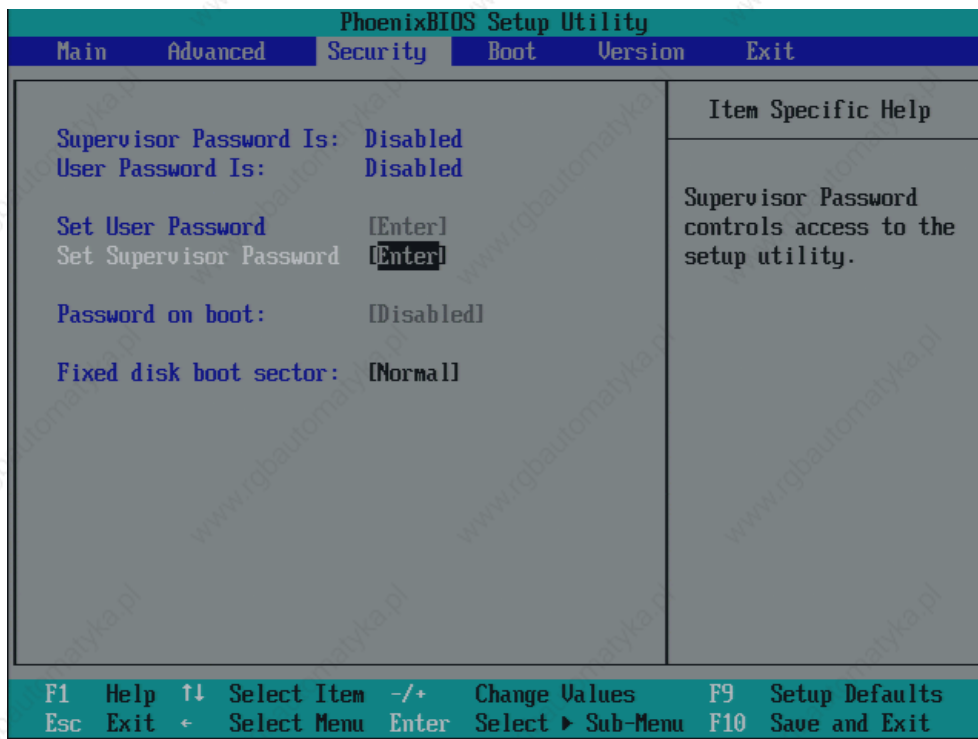 PhoenixBIOS Setup Utility
Main Advanced Security Boot Version Exit
Item Specific Help
Supervisor Password Is: Disabled
User Password Is: Disabled
Set User Password [Enter]
Set Supervisor Password [Enter]
Password on boot: [Disabled]
Fixed disk boot sector: [Normal]
Supervisor Password
controls access to the
setup utility.
F1 Help ↑↓ Select Item -/+ Change Values F9 Setup Defaults
Esc Exit ← Select Menu Enter Select ▶ Sub-Menu F10 Save and Exit
www.rgbautomatyka.pl